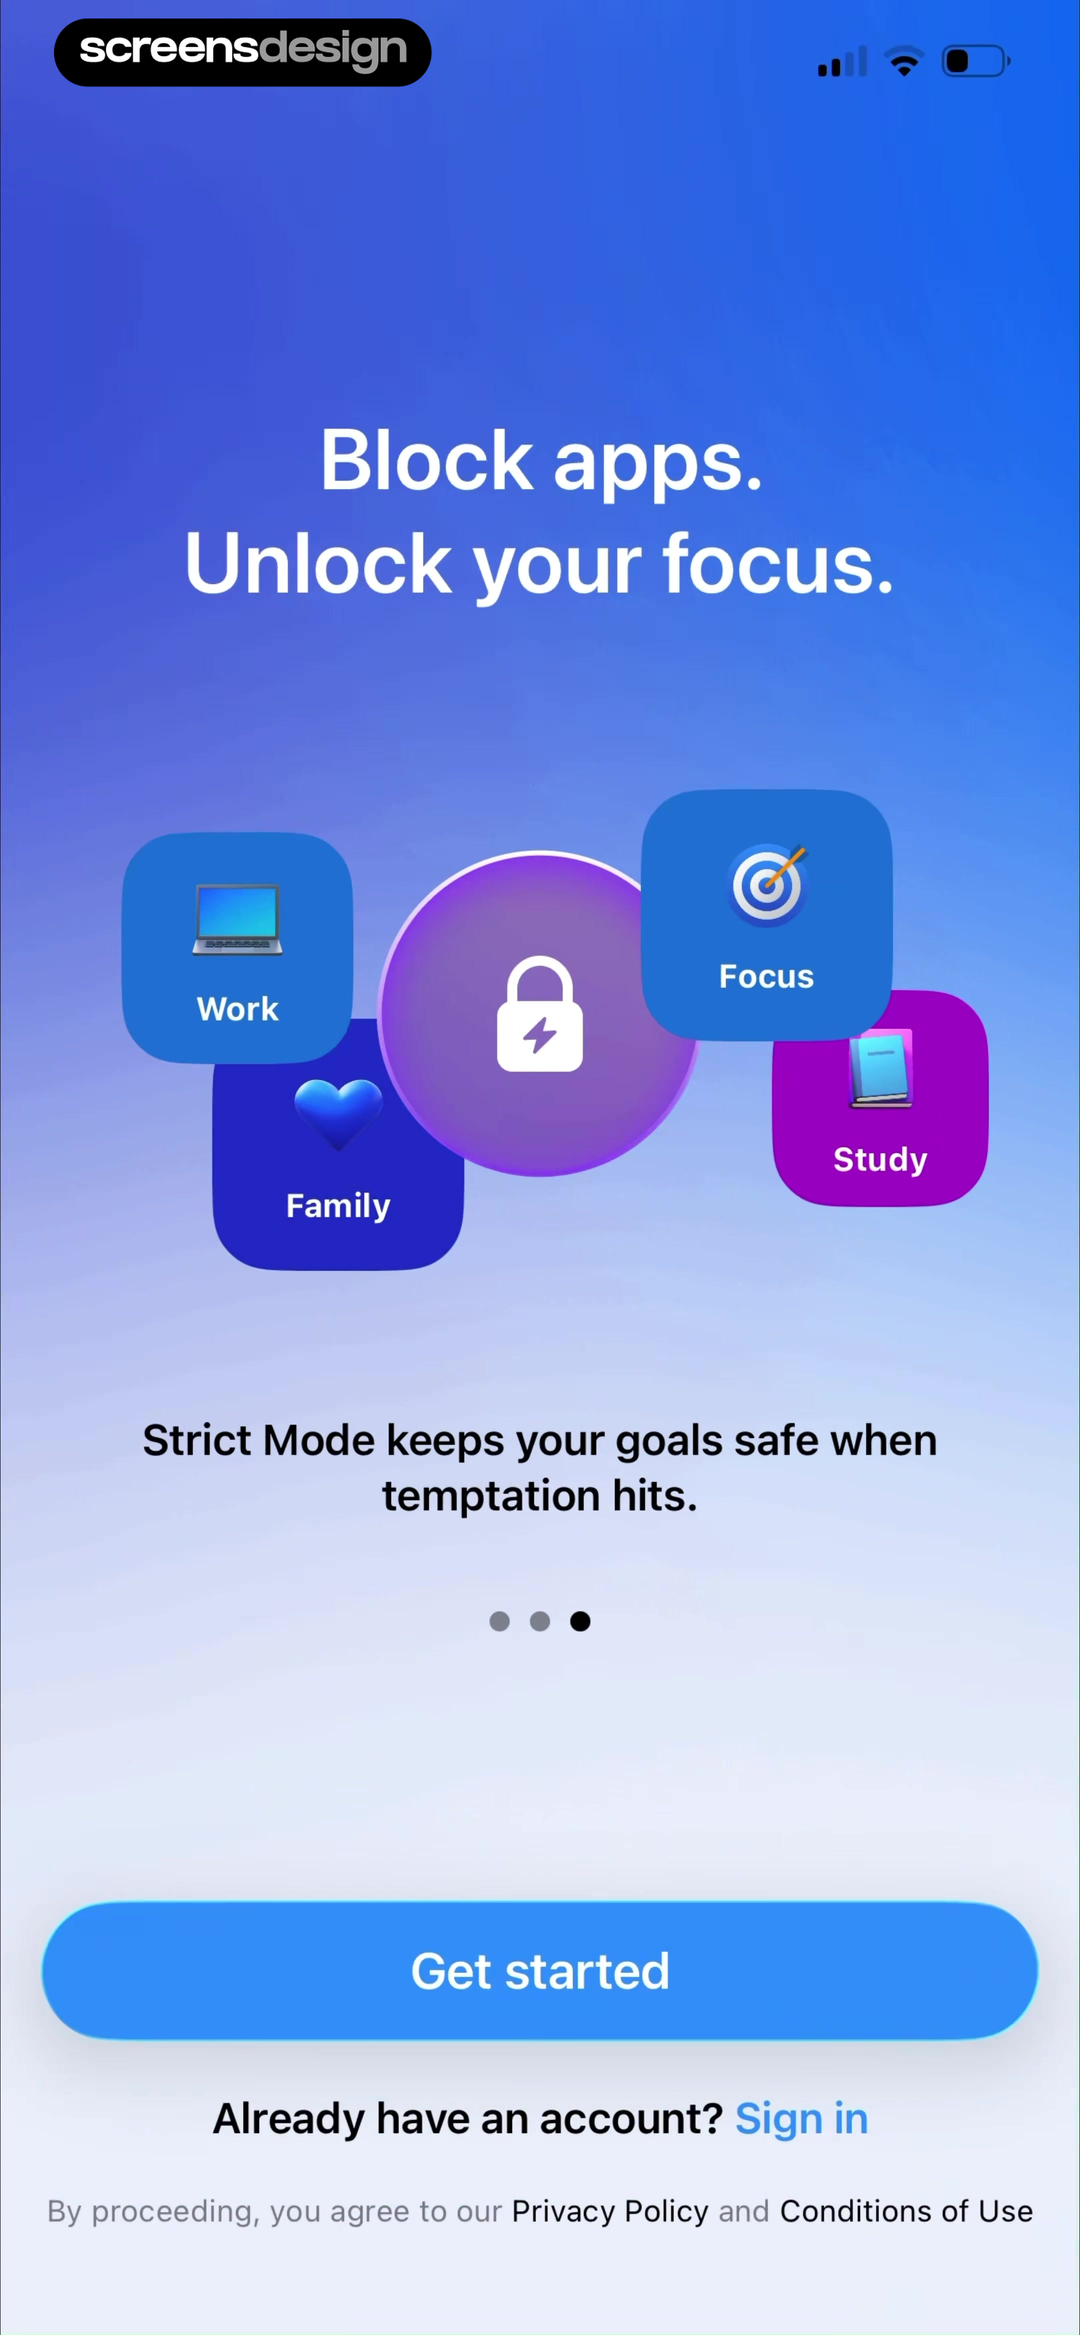 screensdesign
Block apps.
Unlock your focus.
Work
Focus
Family
Study
Strict Mode keeps your goals safe when
temptation hits.
Get started
Already have an account? Sign in
By proceeding, you agree to our Privacy Policy and Conditions of Use